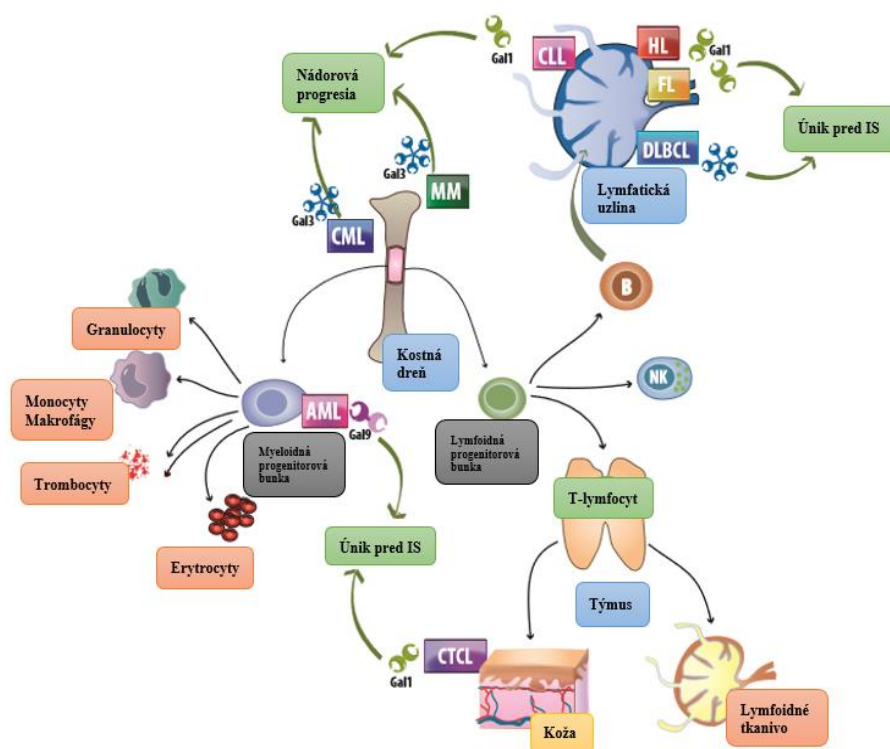 Gal1
CLL
HL
Gal1
FL
Nádorová
progresia
Únik pred IS
DLBCL
Gal3
MM
Lymfatická
uzlina
Gal3
CML
B
Granulocyty
Kostná
dreň
NK
Monocyty
Makrofágy
AML
Gal9
Myeloidná
progenitorová
bunka
Lymfoidná
progenitorová
bunka
Trombocyty
T-lymfocyt
Únik pred IS
Erytrocyty
Týmus
CTCL
Gal1
Koža
Lymfoidné
tkanivo